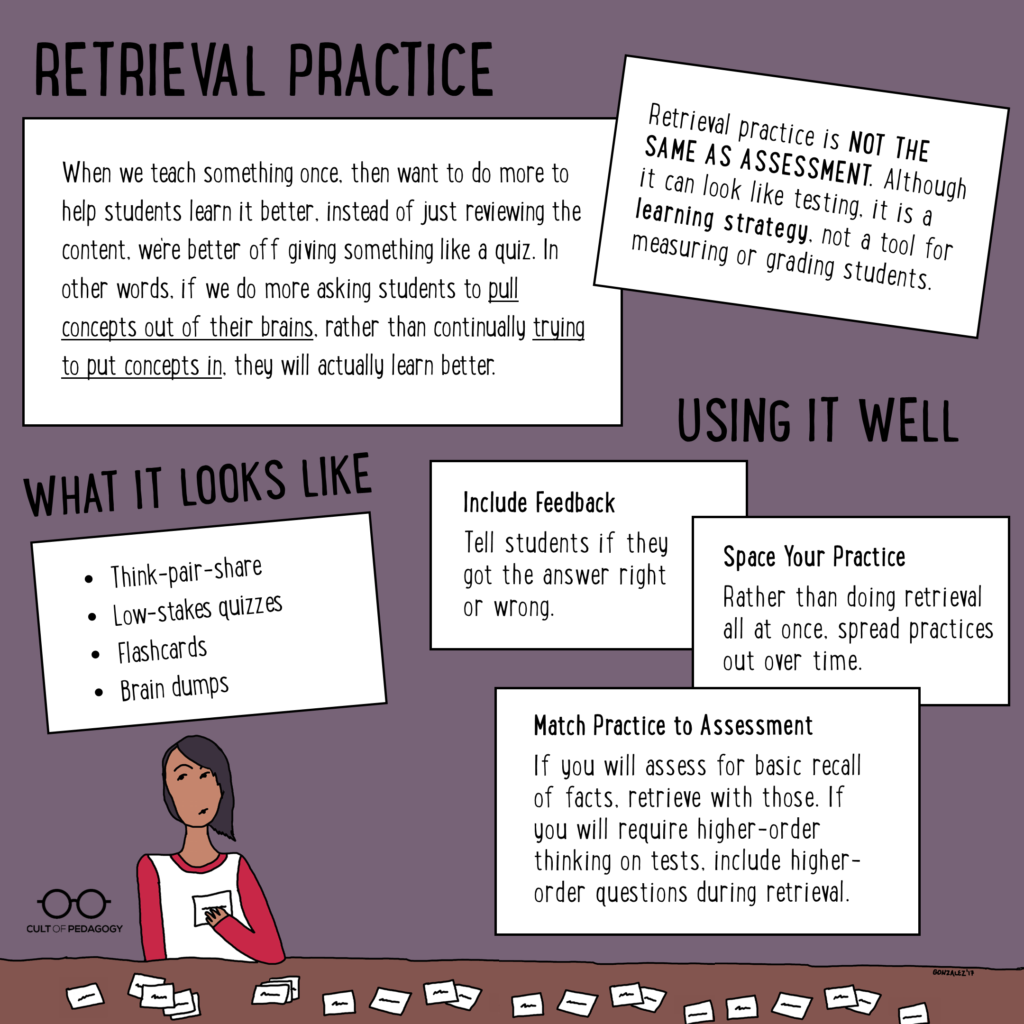 RETRIEVAL PRACTICE
When we teach something once, then want to do more to
help students learn it better, instead of just reviewing the
content, we're better off giving something like a quiz. In
other words, if we do more asking students to pull
concepts out of their brains, rather than continually trying
to put concepts in, they will actually learn better.
Retrieval practice is NOT THE
SAME AS ASSESSMENT. Although
it can look like testing, it is a
learning strategy, not a tool for
measuring or grading students.
WHAT IT LOOKS LIKE
• Think-pair-share
• Low-stakes quizzes
• Flashcards
• Brain dumps
USING IT WELL
Include Feedback
Tell students if they
got the answer right
or wrong.
Space Your Practice
Rather than doing retrieval
all at once, spread practices
out over time.
Match Practice to Assessment
If you will assess for basic recall
of facts, retrieve with those. If
you will require higher-order
thinking on tests, include higher-
order questions during retrieval.
CULT OF PEDAGOGY
GONZALEZ '17